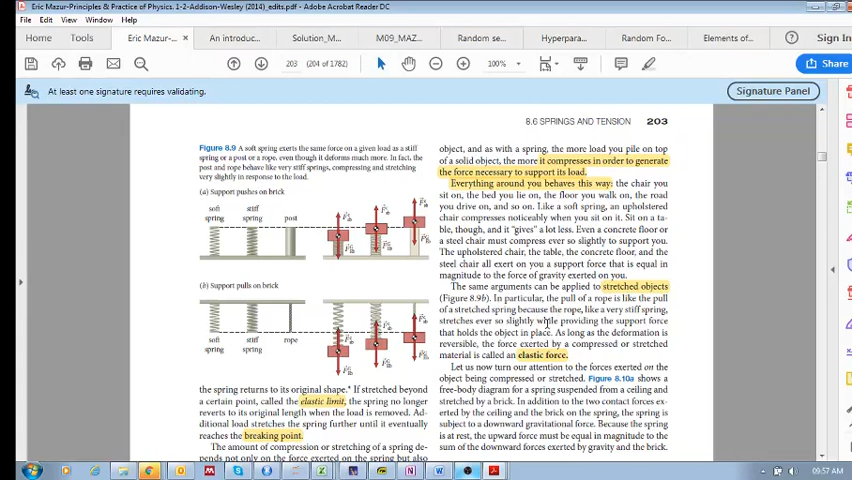 Eric Mazur-Principles & Practice of Physics. 1-2-Addison-Wesley (2014)_edits.pdf - Adobe Acrobat Reader DC
File Edit View Window Help
Home Tools Eric Mazur-... × An introduc... Solution_M... M09_MAZ... Random se... Hyperpara... Random Fo... Elements of... Sign In
203 (204 of 1782) 100% Share
At least one signature requires validating. Signature Panel
8.6 SPRINGS AND TENSION 203
Figure 8.9 A soft spring exerts the same force on a given load as a stiff
spring or a post or a rope, even though it deforms much more. In fact, the
post and rope behave like very stiff springs, compressing and stretching
very slightly in response to the load.
(a) Support pushes on brick
soft stiff post
spring spring
(b) Support pulls on brick
soft stiff rope
spring spring
the spring returns to its original shape.* If stretched beyond
a certain point, called the elastic limit, the spring no longer
reverts to its original length when the load is removed. Ad-
ditional load stretches the spring further until it eventually
reaches the breaking point.
The amount of compression or stretching of a spring de-
pends not only on the force exerted on the spring but also
object, and as with a spring, the more load you pile on top
of a solid object, the more it compresses in order to generate
the force necessary to support its load.
Everything around you behaves this way: the chair you
sit on, the bed you lie on, the floor you walk on, the road
you drive on, and so on. Like a soft spring, an upholstered
chair compresses noticeably when you sit on it. Sit on a ta-
ble, though, and it "gives" a lot less. Even a concrete floor or
a steel chair must compress ever so slightly to support you.
The upholstered chair, the table, the concrete floor, and the
steel chair all exert on you a support force that is equal in
magnitude to the force of gravity exerted on you.
The same arguments can be applied to stretched objects
(Figure 8.9b). In particular, the pull of a rope is like the pull
of a stretched spring because the rope, like a very stiff spring,
stretches ever so slightly while providing the support force
that holds the object in place. As long as the deformation is
reversible, the force exerted by a compressed or stretched
material is called an elastic force.
Let us now turn our attention to the forces exerted on the
object being compressed or stretched. Figure 8.10a shows a
free-body diagram for a spring suspended from a ceiling and
stretched by a brick. In addition to the two contact forces ex-
erted by the ceiling and the brick on the spring, the spring is
subject to a downward gravitational force. Because the spring
is at rest, the upward force must be equal in magnitude to the
sum of the downward forces exerted by gravity and the brick.
09:57 AM